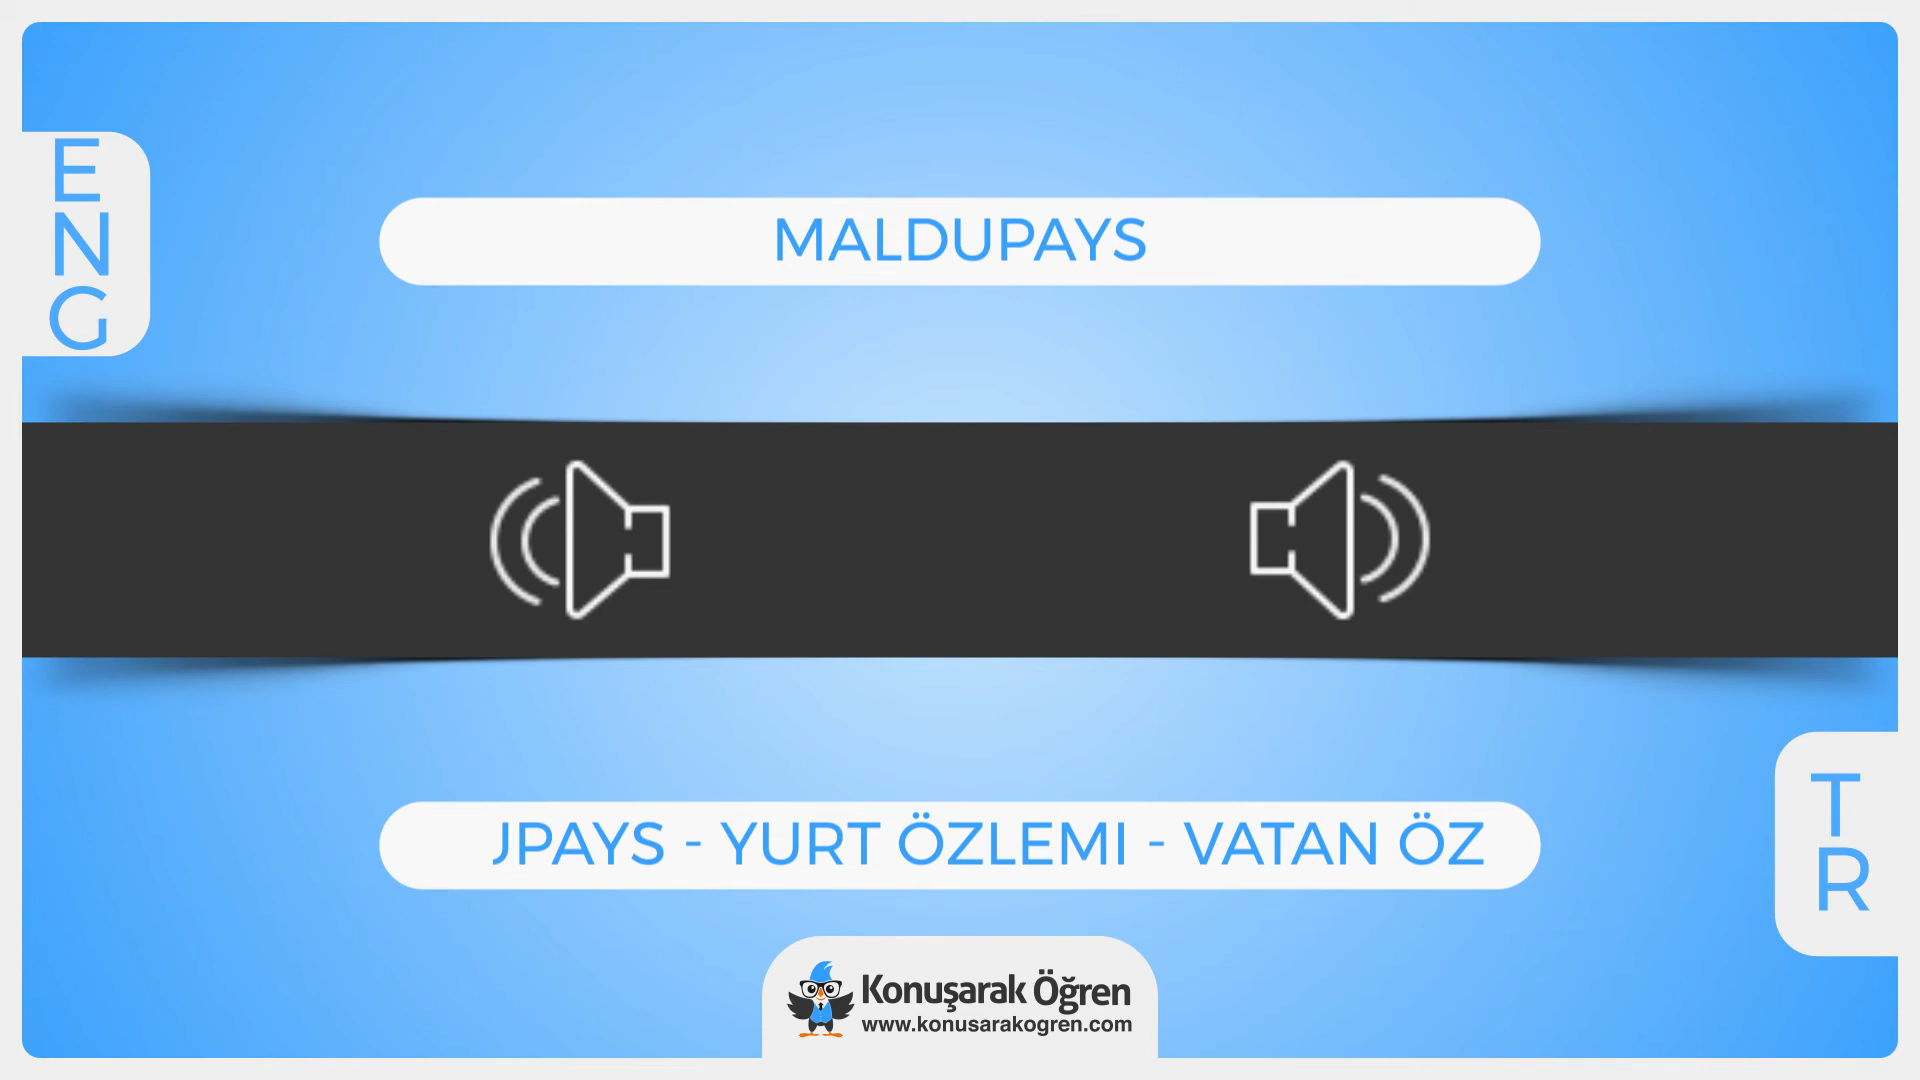 ENG
MALDUPAYS
JPAYS - YURT ÖZLEMI - VATAN ÖZ
TR
Konuşarak Öğren
www.konusarakogren.com